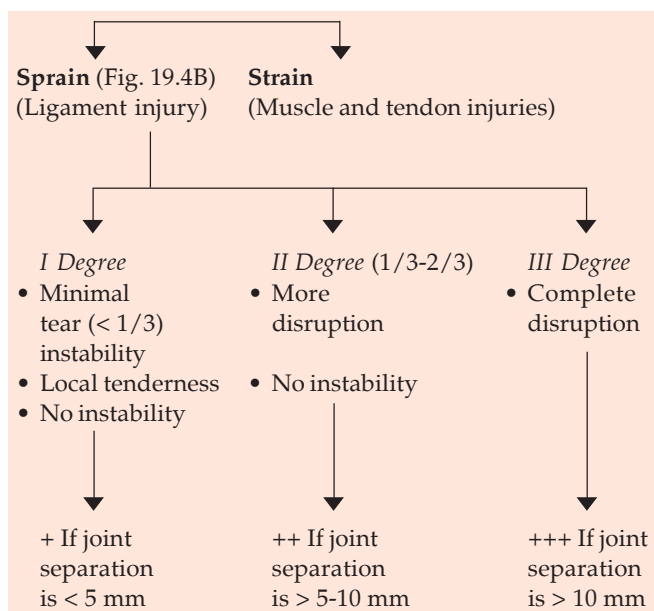 Sprain (Fig. 19.4B)
(Ligament injury)
Strain
(Muscle and tendon injuries)
I Degree
• Minimal
tear (< 1/3)
instability
• Local tenderness
• No instability
+ If joint
separation
is < 5 mm
II Degree (1/3-2/3)
• More
disruption
• No instability
++ If joint
separation
is > 5-10 mm
III Degree
• Complete
disruption
+++ If joint
separation
is > 10 mm